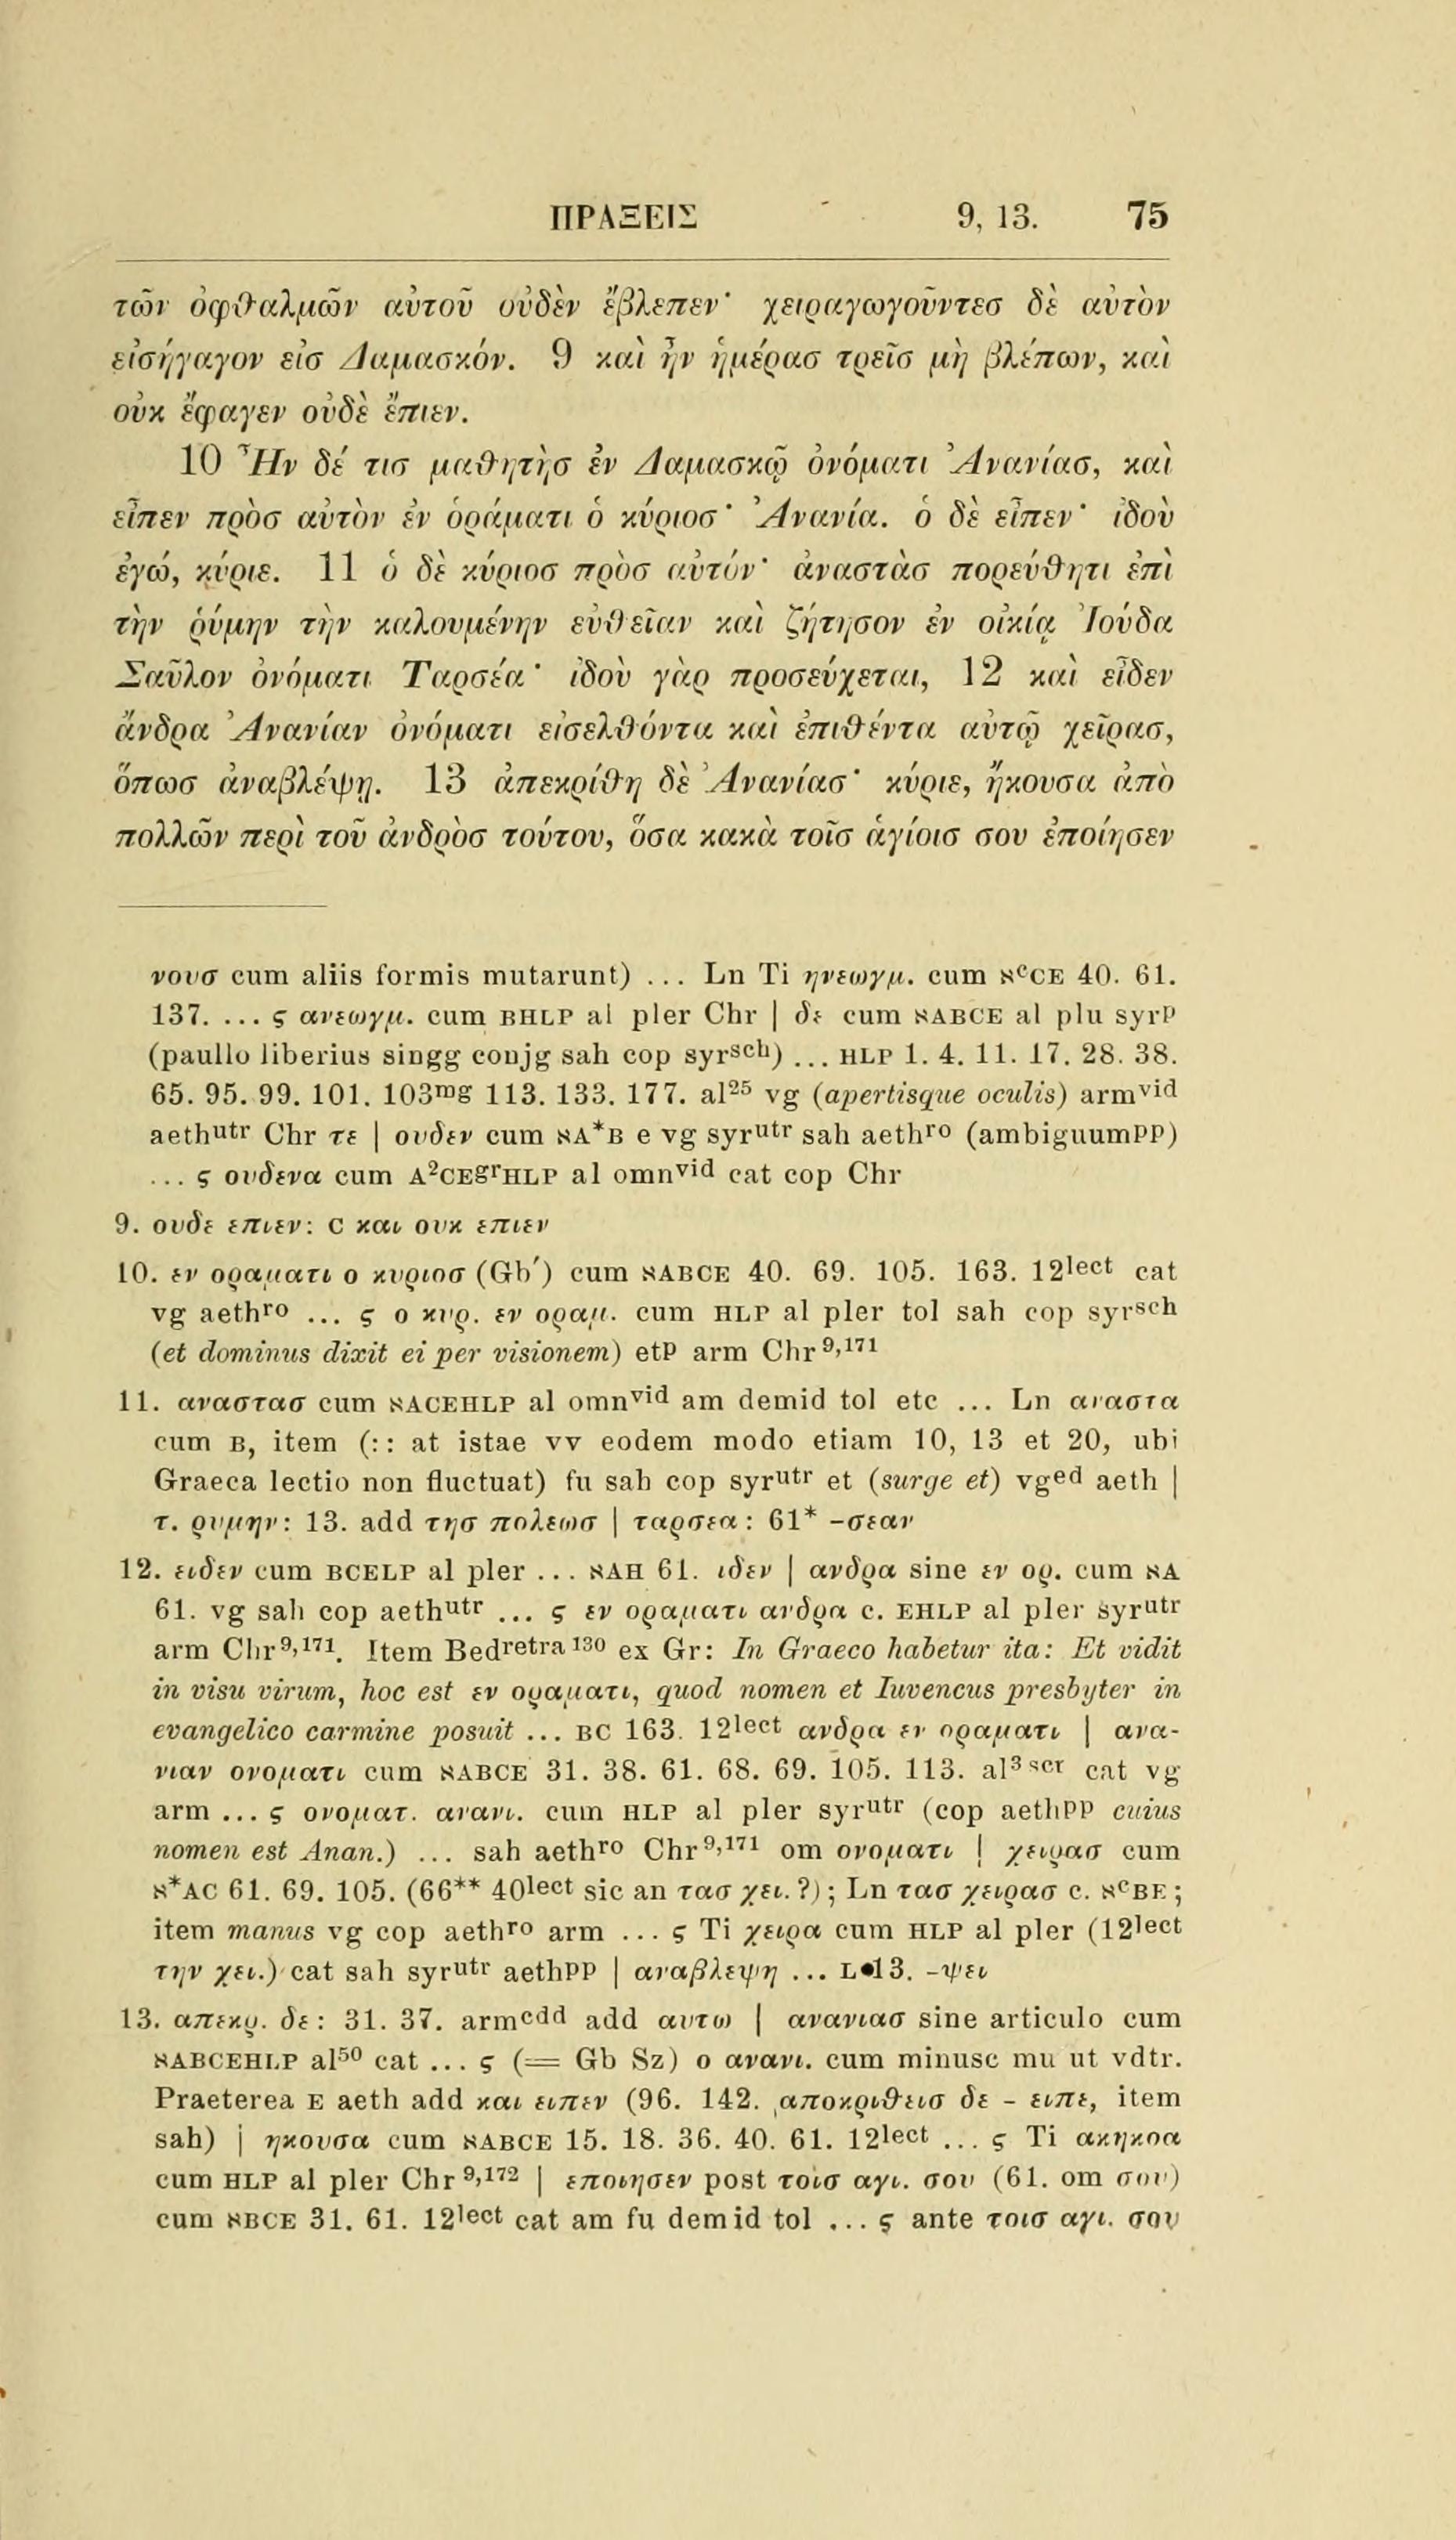 ΠΡΑΞΕΙΣ 9, 13. 75
τῶν ὀφθαλμῶν αὐτοῦ οὐδὲν ἔβλεπεν· χειραγωγοῦντεσ δὲ αὐτὸν
εἰσήγαγον εἰσ Δαμασκόν. 9 καὶ ἦν ἡμέρασ τρεῖσ μὴ βλέπων, καὶ
οὐκ ἔφαγεν οὐδὲ ἔπιεν.
10 Ἦν δέ τισ μαθητὴσ ἐν Δαμασκῷ ὀνόματι Ἀνανίασ, καὶ
εἶπεν πρὸσ αὐτὸν ἐν ὁράματι ὁ κύριοσ· Ἀνανία. ὁ δὲ εἶπεν· ἰδοὺ
ἐγώ, κύριε. 11 ὁ δὲ κύριοσ πρὸσ αὐτόν· ἀναστὰσ πορεύθητι ἐπὶ
τὴν ῥύμην τὴν καλουμένην εὐθεῖαν καὶ ζήτησον ἐν οἰκίᾳ Ἰούδα
Σαῦλον ὀνόματι Ταρσέα· ἰδοὺ γὰρ προσεύχεται, 12 καὶ εἶδεν
ἄνδρα Ἀνανίαν ὀνόματι εἰσελθόντα καὶ ἐπιθέντα αὐτῷ χεῖρασ,
ὅπωσ ἀναβλέψῃ. 13 ἀπεκρίθη δὲ Ἀνανίασ· κύριε, ἤκουσα ἀπὸ
πολλῶν περὶ τοῦ ἀνδρὸσ τούτου, ὅσα κακὰ τοῖσ ἁγίοισ σου ἐποίησεν
νουσ cum aliis formis mutarunt) ... Ln Ti ηνεωγμ. cum ℵᶜCE 40. 61.
137. ... ς ανεωγμ. cum BHLP al pler Chr | δε cum ℵABCE al plu syrᵖ
(paullo liberius singg conjg sah cop syrˢᶜʰ) ... HLP 1. 4. 11. 17. 28. 38.
65. 95. 99. 101. 103ᵐᵍ 113. 133. 177. al²⁵ vg (apertisque oculis) armᵛⁱᵈ
aethᵘᵗʳ Chr τε | ουδεν cum ℵA*B e vg syrᵘᵗʳ sah aethʳᵒ (ambiguumᵖᵖ)
... ς ουδενα cum A²CEᵍʳHLP al omnᵛⁱᵈ cat cop Chr
9. ουδε επιεν: C και ουκ επιεν
10. εν οραματι ο κυριοσ (Gb′) cum ℵABCE 40. 69. 105. 163. 12ˡᵉᶜᵗ cat
vg aethʳᵒ ... ς ο κυρ. εν οραμ. cum HLP al pler tol sah cop syrˢᶜʰ
(et dominus dixit ei per visionem) etᵖ arm Chr⁹,¹⁷¹
11. αναστασ cum ℵACEHLP al omnᵛⁱᵈ am demid tol etc ... Ln αναστα
cum B, item (:: at istae vv eodem modo etiam 10, 13 et 20, ubi
Graeca lectio non fluctuat) fu sah cop syrᵘᵗʳ et (surge et) vgᵉᵈ aeth |
τ. ρυμην: 13. add τησ πολεωσ | ταρσεα: 61* -σεαν
12. ειδεν cum BCELP al pler ... ℵAH 61. ιδεν | ανδρα sine εν ορ. cum ℵA
61. vg sah cop aethᵘᵗʳ ... ς εν οραματι ανδρα c. EHLP al pler syrᵘᵗʳ
arm Chr⁹,¹⁷¹. Item Bedʳᵉᵗʳᵃ ¹³⁰ ex Gr: In Graeco habetur ita: Et vidit
in visu virum, hoc est εν οραματι, quod nomen et Iuvencus presbyter in
evangelico carmine posuit ... BC 163. 12ˡᵉᶜᵗ ανδρα εν οραματι | ανα-
νιαν ονοματι cum ℵABCE 31. 38. 61. 68. 69. 105. 113. al³ ˢᶜʳ cat vg
arm ... ς ονοματ. ανανι. cum HLP al pler syrᵘᵗʳ (cop aethᵖᵖ cuius
nomen est Anan.) ... sah aethʳᵒ Chr⁹,¹⁷¹ om ονοματι | χειρασ cum
ℵ*AC 61. 69. 105. (66** 40ˡᵉᶜᵗ sic an τασ χει. ?); Ln τασ χειρασ c. ℵᶜBE;
item manus vg cop aethʳᵒ arm ... ς Ti χειρα cum HLP al pler (12ˡᵉᶜᵗ
την χει.) cat sah syrᵘᵗʳ aethᵖᵖ | αναβλεψη ... L•13. -ψει
13. απεκρ. δε: 31. 37. armᶜᵈᵈ add αυτω | ανανιασ sine articulo cum
ℵABCEHLP al⁵⁰ cat ... ς (= Gb Sz) ο ανανι. cum minusc mu ut vdtr.
Praeterea E aeth add και ειπεν (96. 142. αποκριθεισ δε - ειπε, item
sah) | ηκουσα cum ℵABCE 15. 18. 36. 40. 61. 12ˡᵉᶜᵗ ... ς Ti ακηκοα
cum HLP al pler Chr⁹,¹⁷² | εποιησεν post τοισ αγι. σου (61. om σου)
cum ℵBCE 31. 61. 12ˡᵉᶜᵗ cat am fu demid tol ... ς ante τοισ αγι. σου